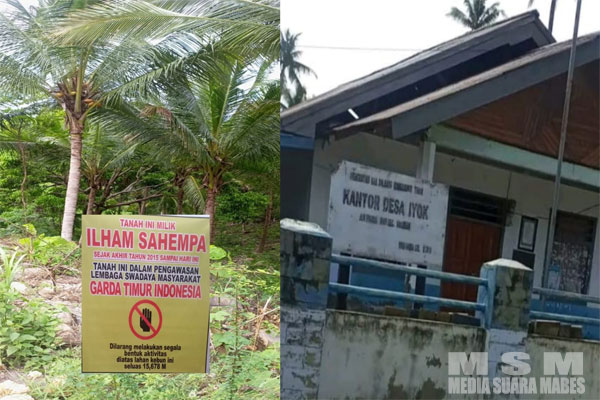 TANAH INI MILIK
ILHAM SAHEMPA
SEJAK AKHIR TAHUN 2015 SAMPAI HARI INI
TANAH INI DALAM PENGAWASAN
LEMBAGA SWADAYA MASYARAKAT
GARDA TIMUR INDONESIA
Dilarang melakukan segala
bentuk aktivitas
diatas lahan kebun ini
seluas 15,678 M
KANTOR DESA IYOK
MSM
MEDIA SUARA MABES